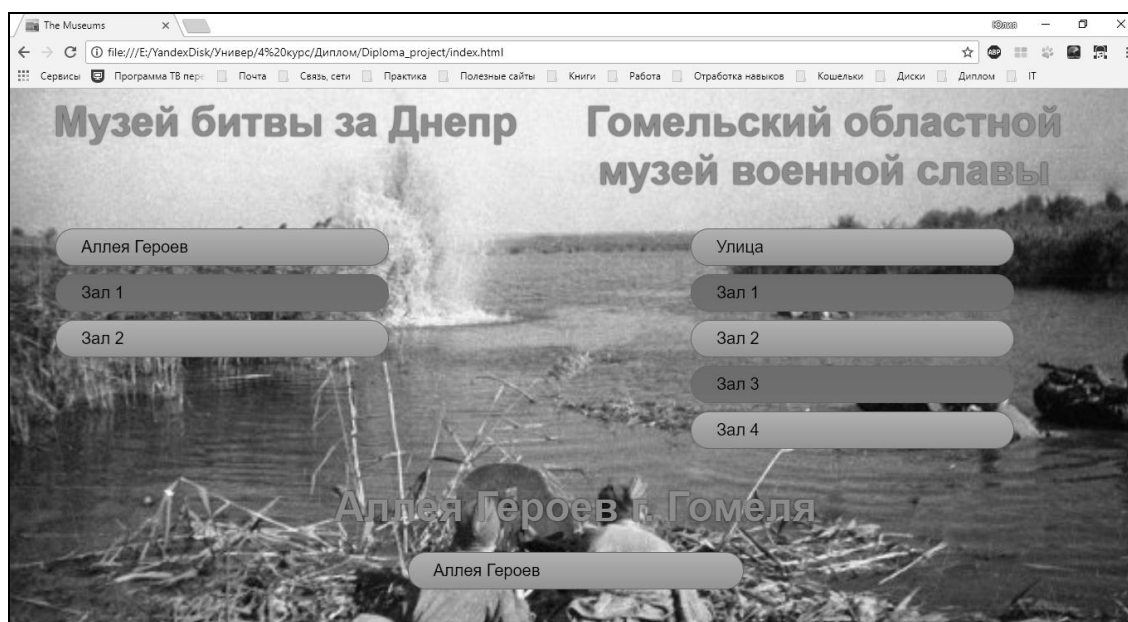 The Museums
Юлия
file:///E:/YandexDisk/Универ/4%20курс/Диплом/Diploma_project/index.html
ABP
Сервисы Программа ТВ пере Почта Связь, сети Практика Полезные сайты Книги Работа Отработка навыков Кошельки Диски Диплом IT
Музей битвы за Днепр
Аллея Героев
Зал 1
Зал 2
Гомельский областной
музей военной славы
Улица
Зал 1
Зал 2
Зал 3
Зал 4
Аллея Героев г. Гомеля
Аллея Героев